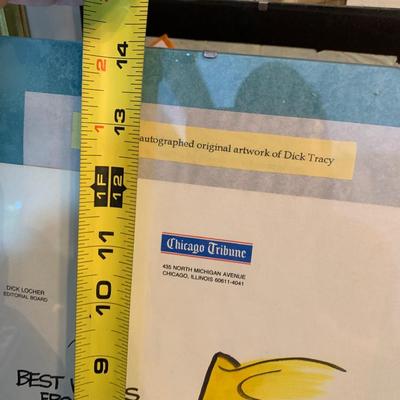 2 14
1 13
autographed original artwork of Dick Tracy
1F 12
11
Chicago Tribune
435 NORTH MICHIGAN AVENUE
CHICAGO, ILLINOIS 60611-4041
DICK LOCHER
EDITORIAL BOARD
10
9
BEST